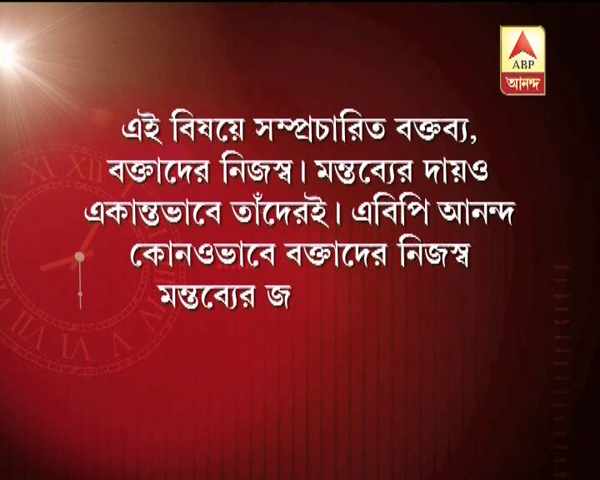 ABP
আনন্দ
এই বিষয়ে সম্প্রচারিত বক্তব্য,
বক্তাদের নিজস্ব। মন্তব্যের দায়ও
একান্তভাবে তাঁদেরই। এবিপি আনন্দ
কোনওভাবে বক্তাদের নিজস্ব
মন্তব্যের জ